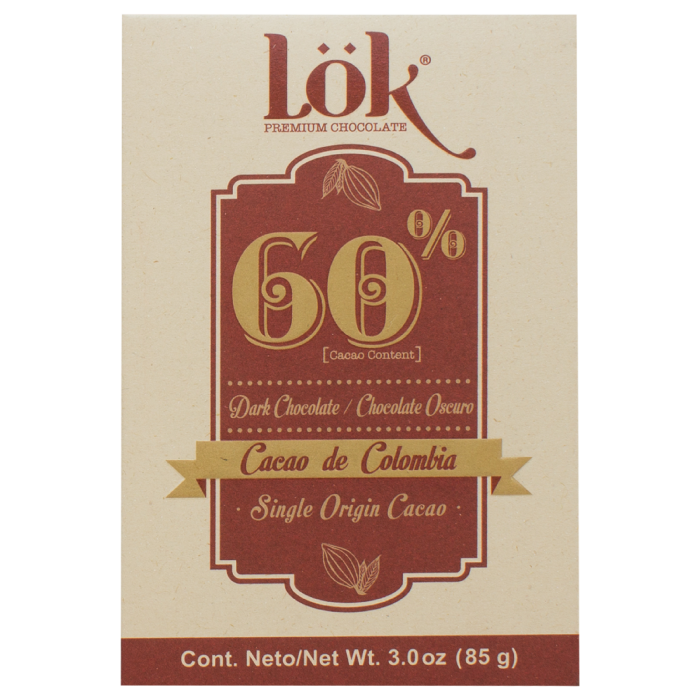 Lök®
PREMIUM CHOCOLATE
60%
[Cacao Content]
Dark Chocolate / Chocolate Oscuro
Cacao de Colombia
· Single Origin Cacao ·
Cont. Neto/Net Wt. 3.0 oz (85 g)